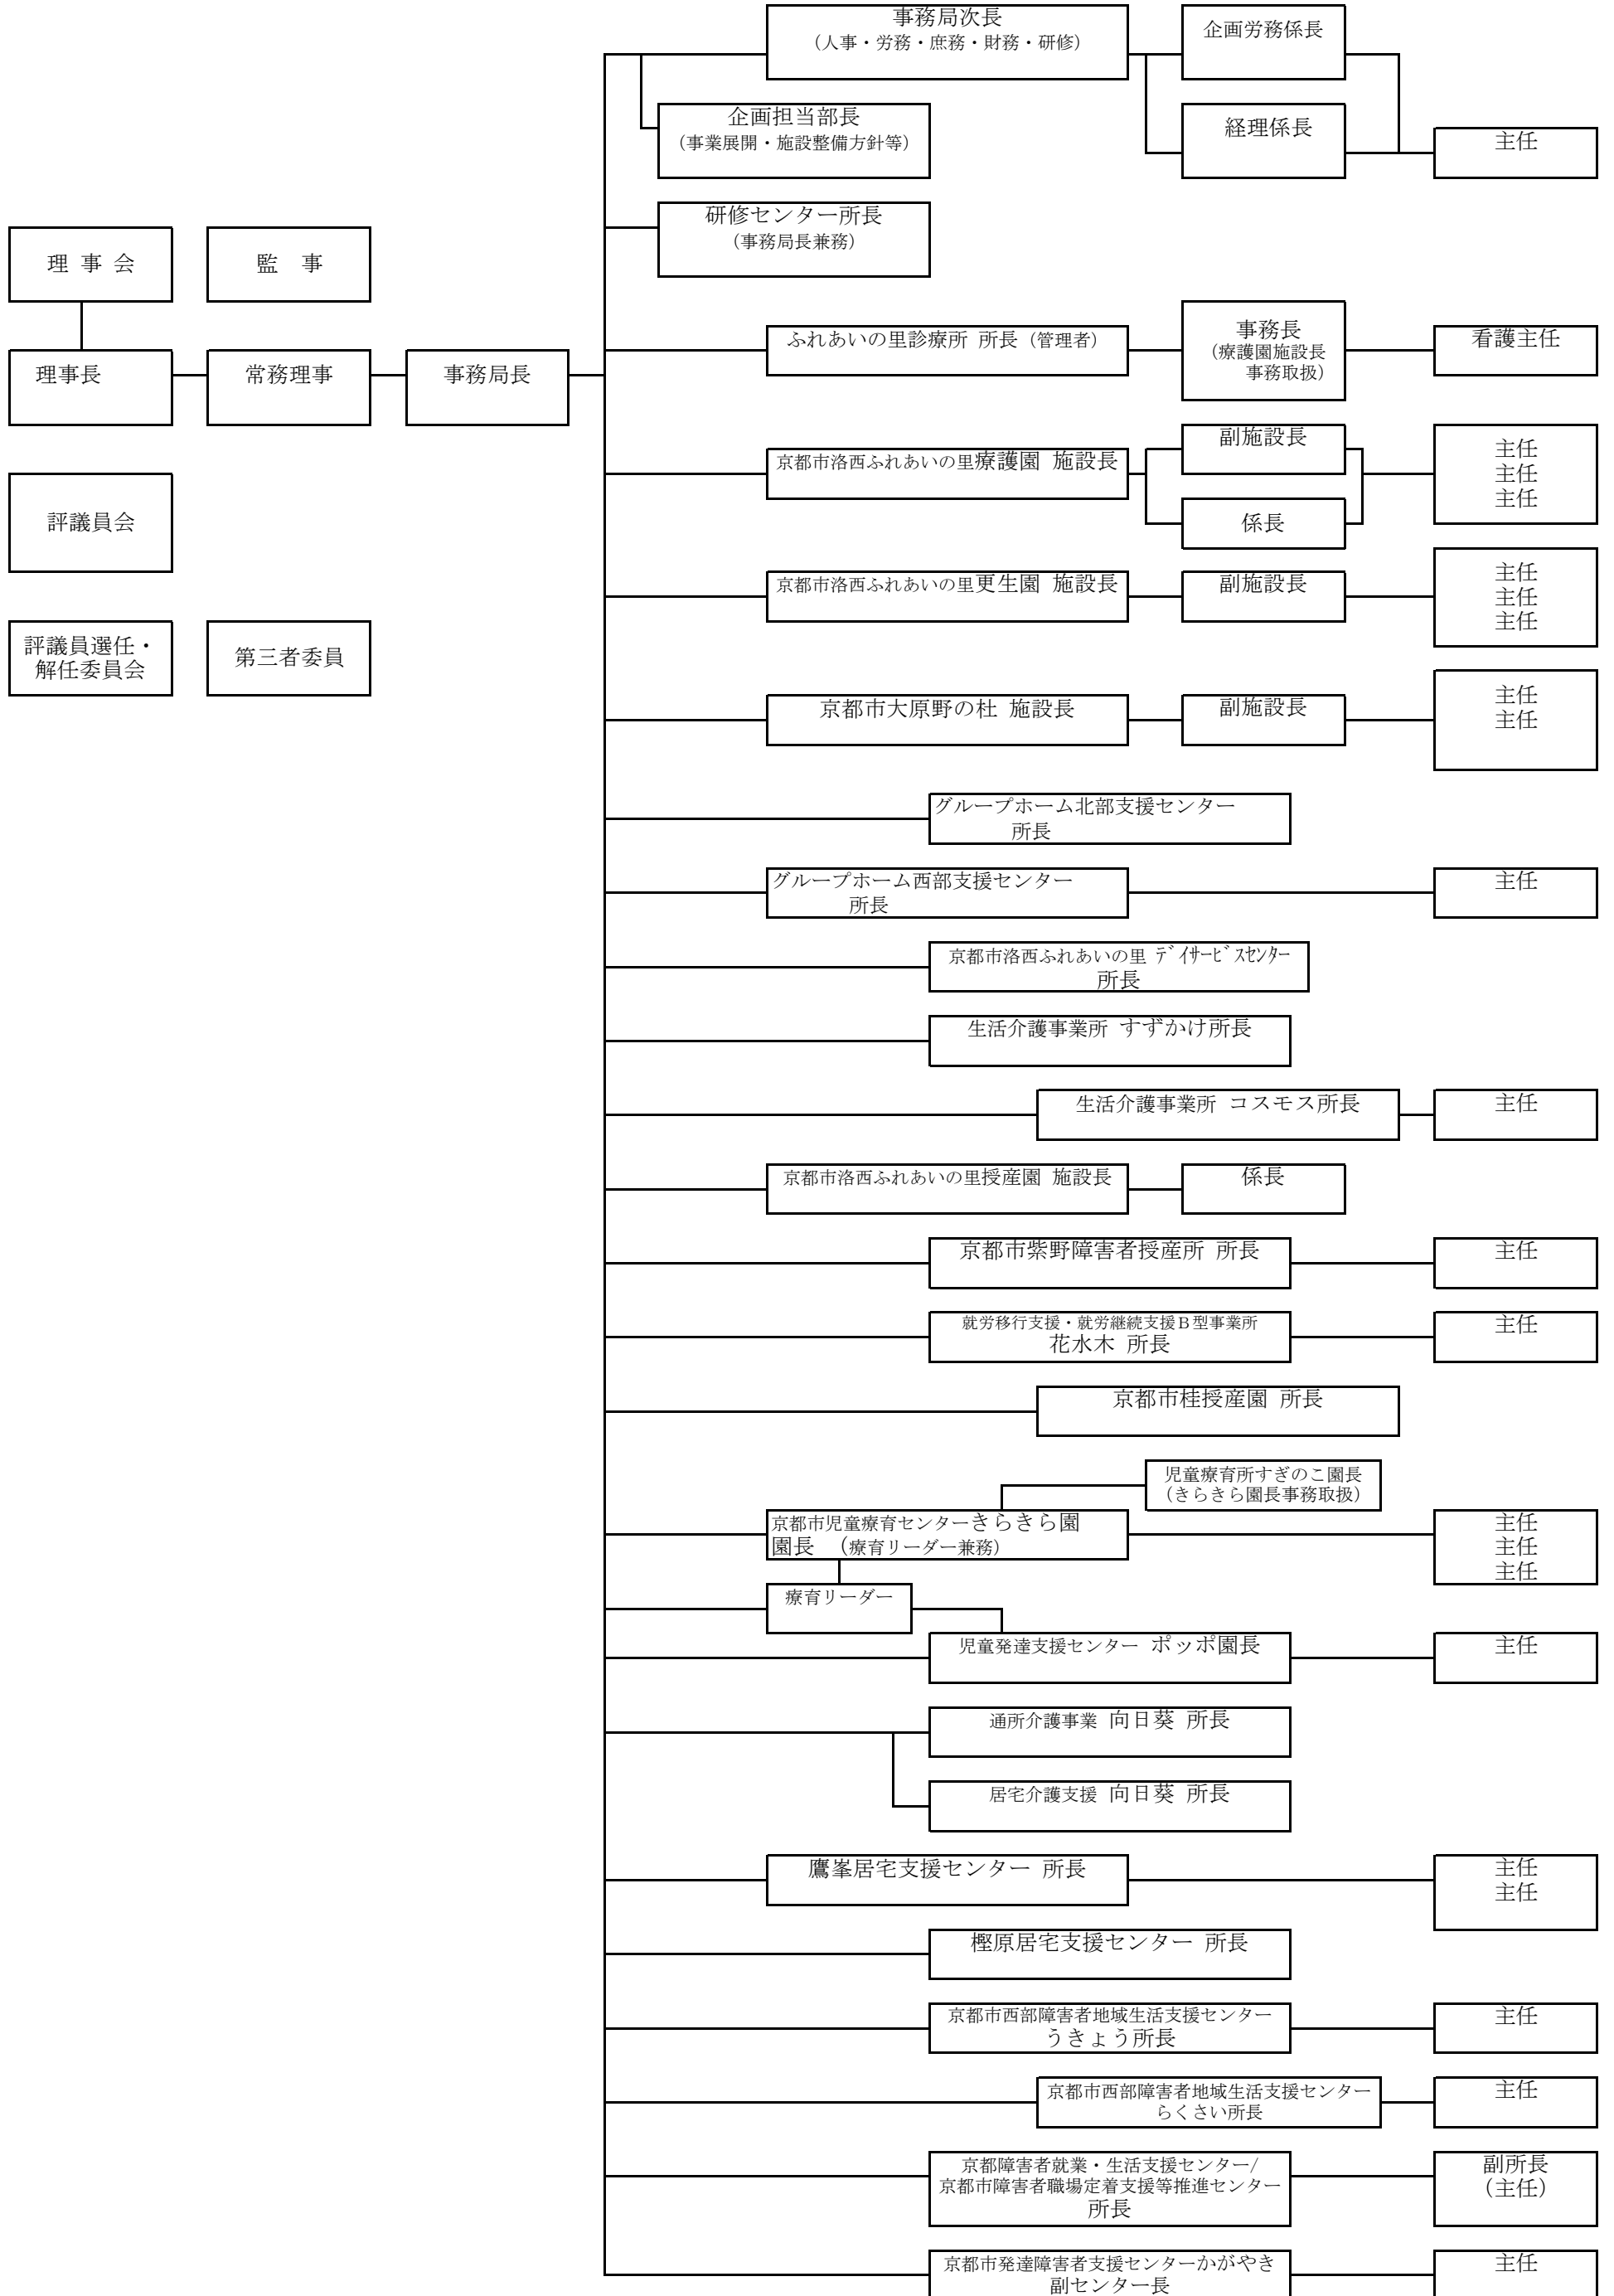 事務局次長
（人事・労務・庶務・財務・研修）
企画労務係長
企画担当部長
（事業展開・施設整備方針等）
経理係長
主任
研修センター所長
（事務局長兼務）
理 事 会
監　事
理事長
常務理事
事務局長
ふれあいの里診療所 所長（管理者）
事務長
（療護園施設長
事務取扱）
看護主任
京都市洛西ふれあいの里療護園 施設長
副施設長
係長
主任
主任
主任
評議員会
京都市洛西ふれあいの里更生園 施設長
副施設長
主任
主任
主任
評議員選任・
解任委員会
第三者委員
京都市大原野の杜 施設長
副施設長
主任
主任
グループホーム北部支援センター
所長
グループホーム西部支援センター
所長
主任
京都市洛西ふれあいの里 ﾃﾞｲｻｰﾋﾞｽｾﾝﾀｰ
所長
生活介護事業所 すずかけ所長
生活介護事業所 コスモス所長
主任
京都市洛西ふれあいの里授産園 施設長
係長
京都市紫野障害者授産所 所長
主任
就労移行支援・就労継続支援Ｂ型事業所
花水木 所長
主任
京都市桂授産園 所長
児童療育所すぎのこ園長
（きらきら園長事務取扱）
京都市児童療育センターきらきら園
園長　（療育リーダー兼務）
主任
主任
主任
療育リーダー
児童発達支援センター ポッポ園長
主任
通所介護事業 向日葵 所長
居宅介護支援 向日葵 所長
鷹峯居宅支援センター 所長
主任
主任
樫原居宅支援センター 所長
京都市西部障害者地域生活支援センター
うきょう所長
主任
京都市西部障害者地域生活支援センター
らくさい所長
主任
京都障害者就業・生活支援センター/
京都市障害者職場定着支援等推進センター
所長
副所長
（主任）
京都市発達障害者支援センターかがやき
副センター長
主任